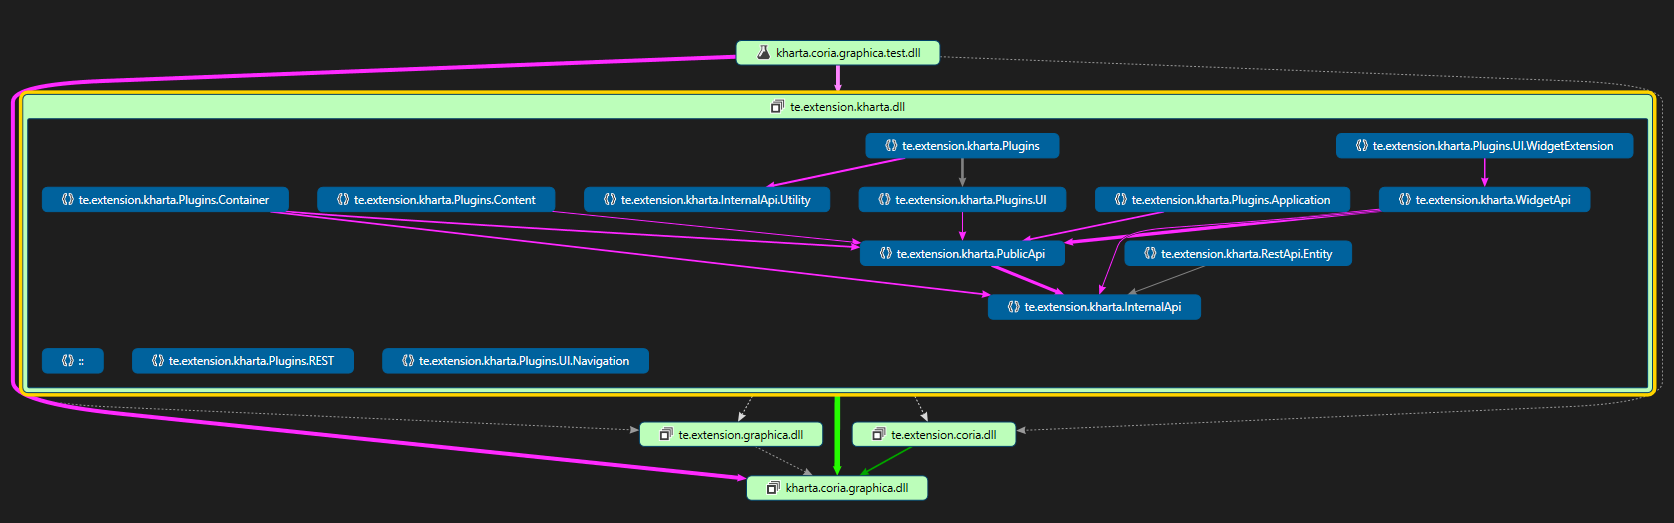 kharta.coria.graphica.test.dll
te.extension.kharta.dll
te.extension.kharta.Plugins
te.extension.kharta.Plugins.UI.WidgetExtension
te.extension.kharta.Plugins.Container
te.extension.kharta.Plugins.Content
te.extension.kharta.InternalApi.Utility
te.extension.kharta.Plugins.UI
te.extension.kharta.Plugins.Application
te.extension.kharta.WidgetApi
te.extension.kharta.PublicApi
te.extension.kharta.RestApi.Entity
te.extension.kharta.InternalApi
::
te.extension.kharta.Plugins.REST
te.extension.kharta.Plugins.UI.Navigation
te.extension.graphica.dll
te.extension.coria.dll
kharta.coria.graphica.dll